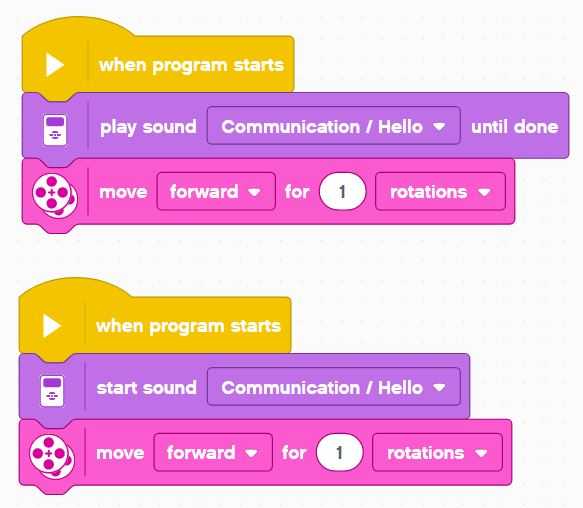 when program starts
play sound Communication / Hello until done
move forward for 1 rotations
when program starts
start sound Communication / Hello
move forward for 1 rotations